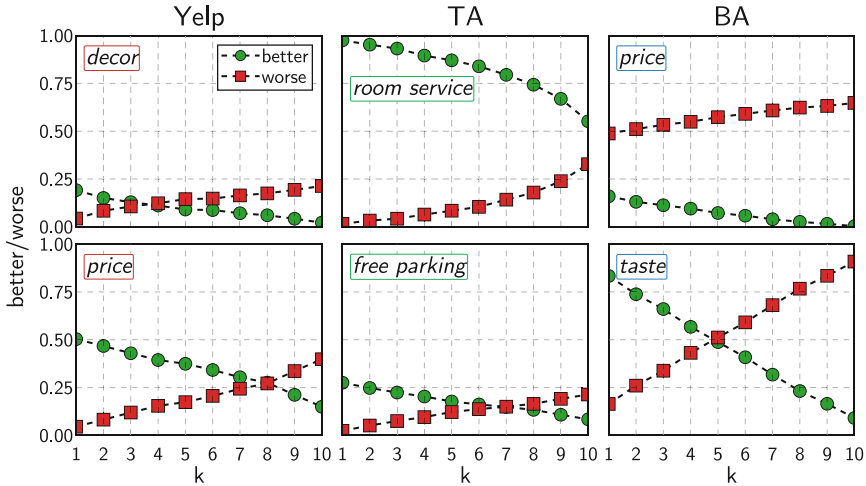 Yelp TA BA
1.00
decor
better
worse
room service
price
0.75
0.50
0.25
0.00
better/worse
1.00
price
free parking
taste
0.75
0.50
0.25
0.00
1 2 3 4 5 6 7 8 9 10 1 2 3 4 5 6 7 8 9 10 1 2 3 4 5 6 7 8 9 10
k k k